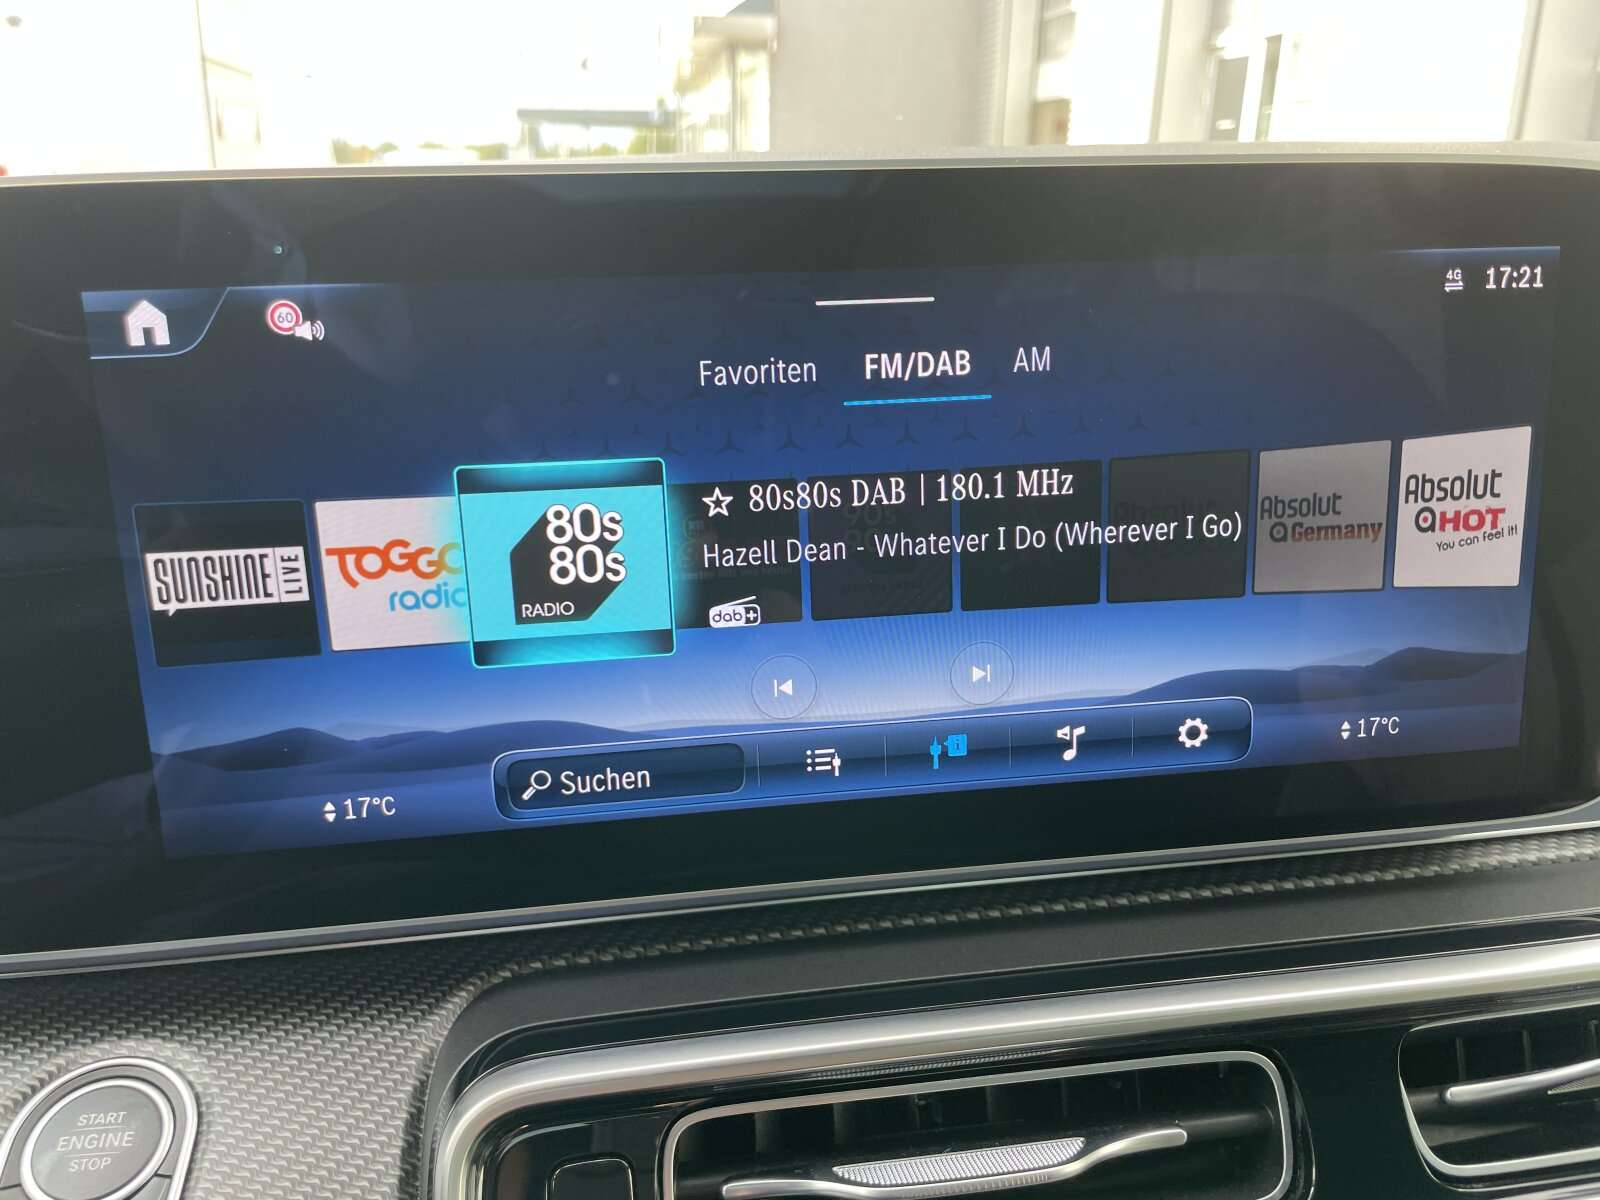 4G 17:21
60
Favoriten FM/DAB AM
SUNSHINE LIVE
TOGGO
radio
80s
80s
RADIO
80s80s DAB | 180.1 MHz
Hazell Dean - Whatever I Do (Wherever I Go)
dab+
Absolut
Germany
Absolut
HOT
You can feel it!
Suchen
17°C
17°C
START
ENGINE
STOP